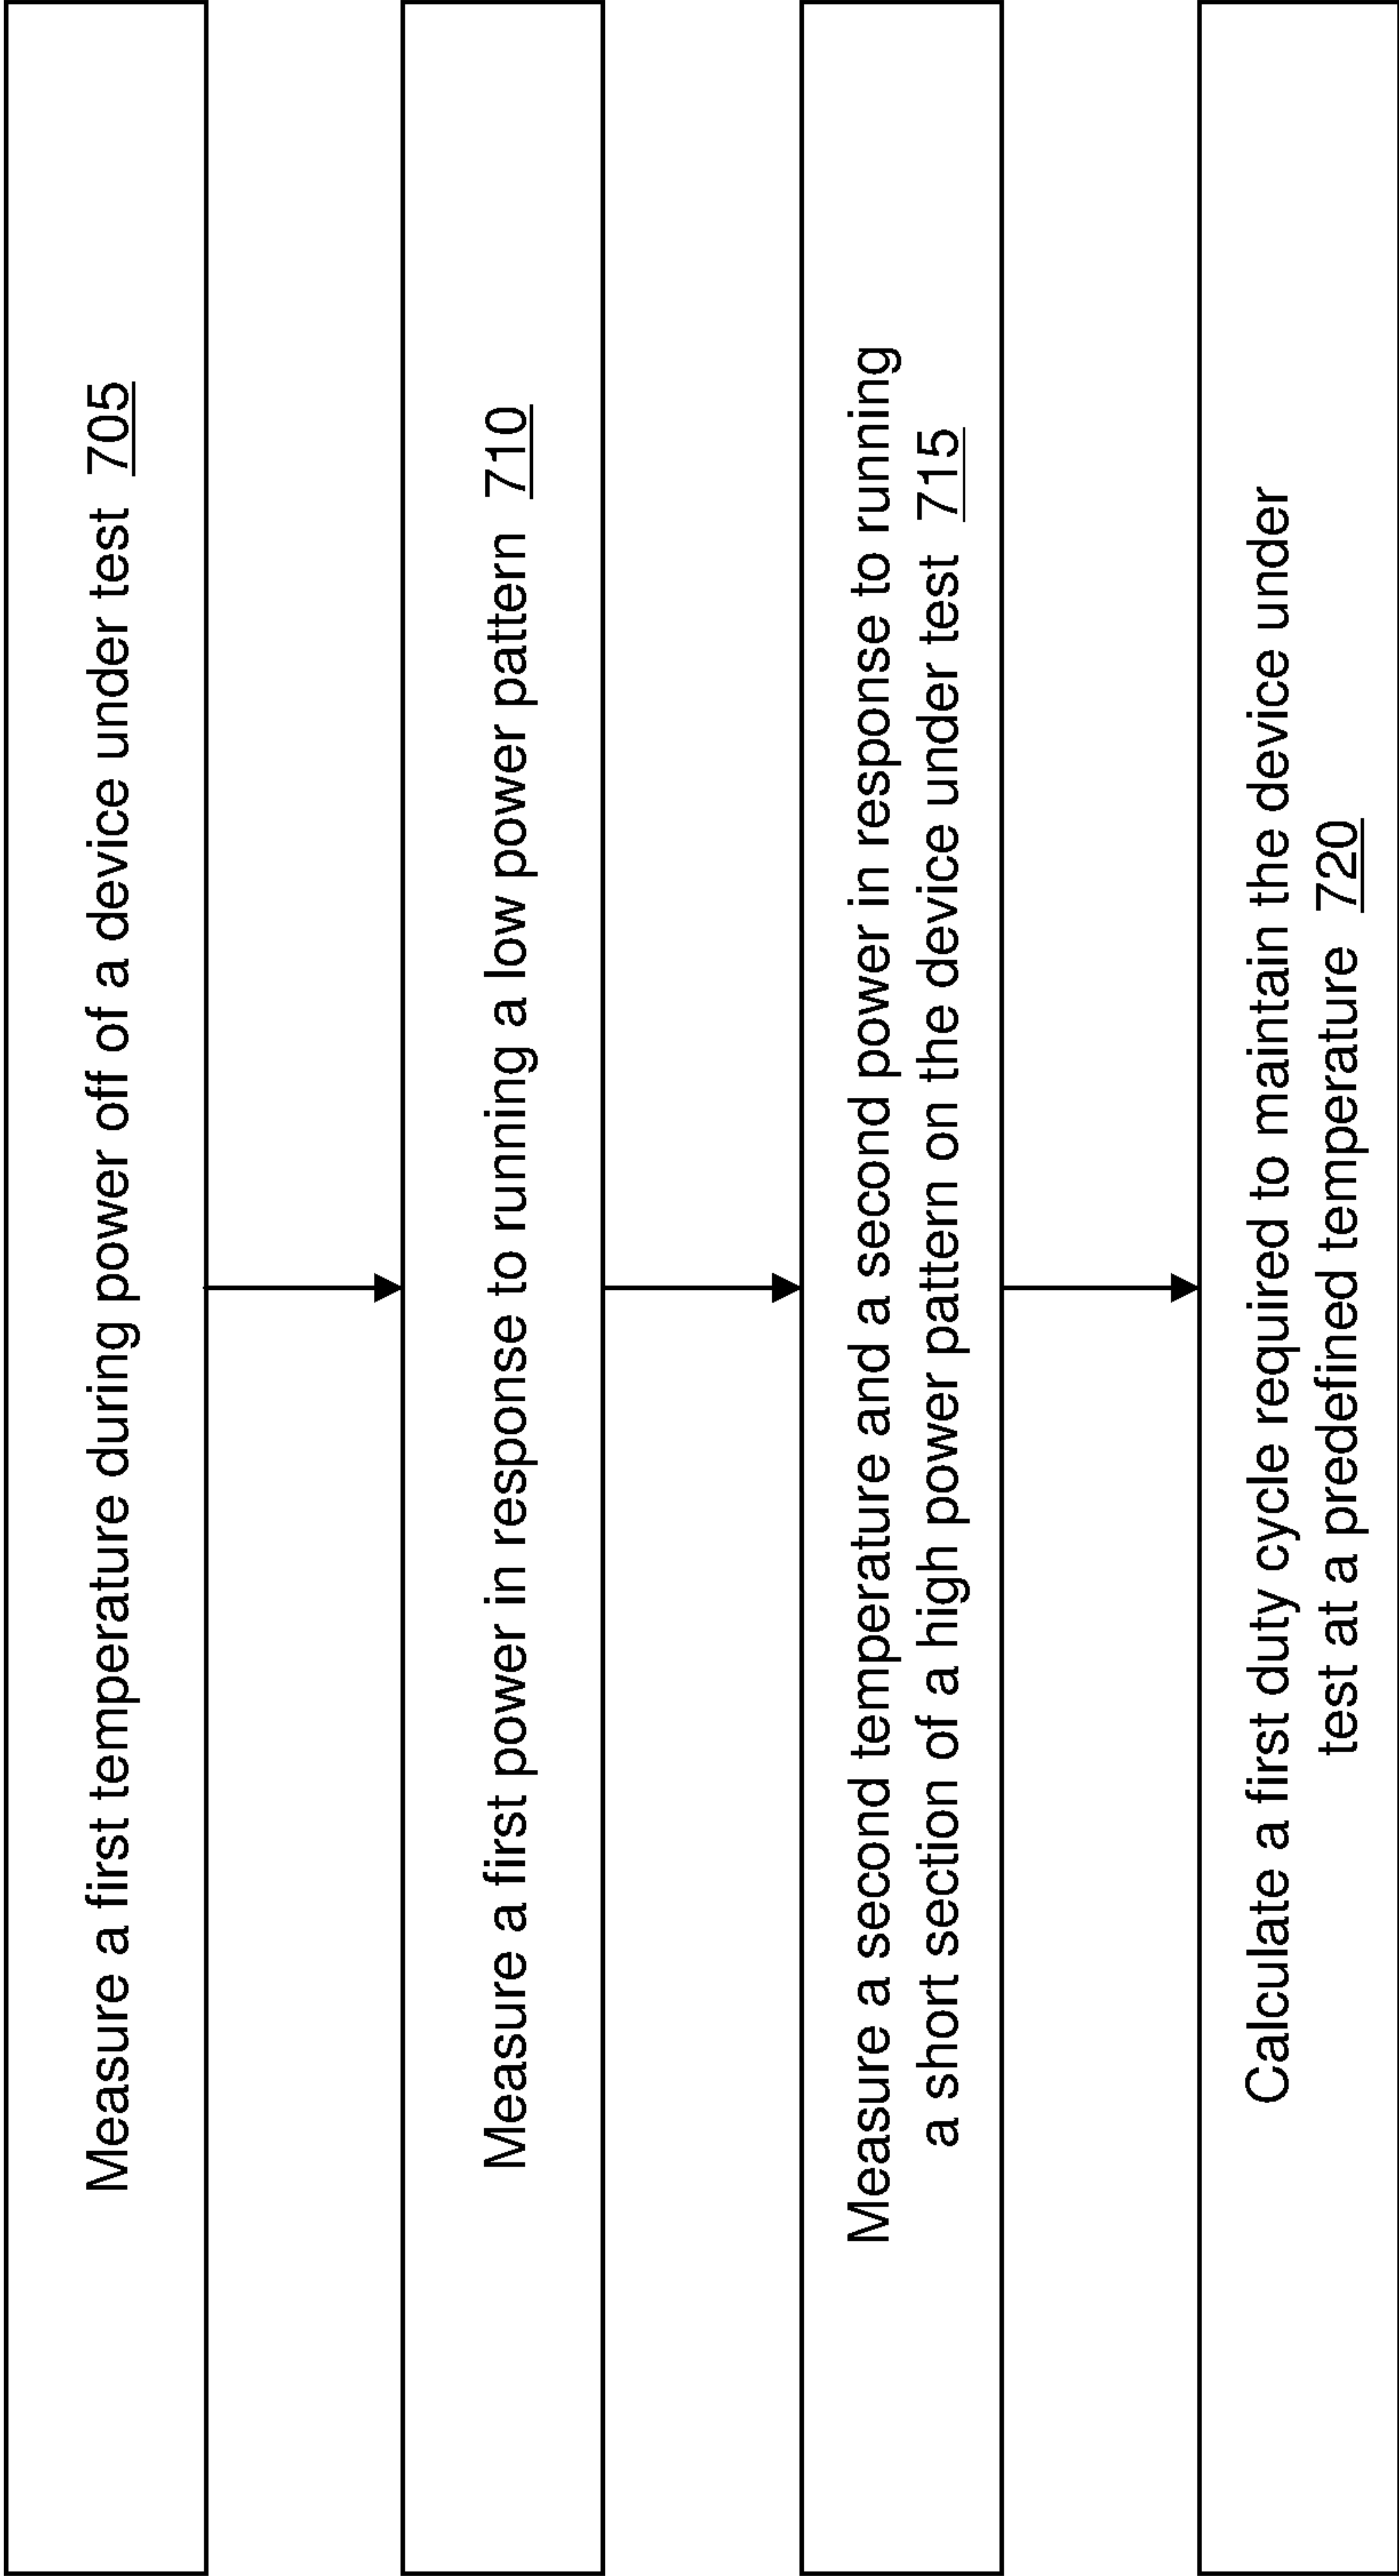 Measure a first temperature during power off of a device under test 705
Measure a first power in response to running a low power pattern 710
Measure a second temperature and a second power in response to running
a short section of a high power pattern on the device under test 715
Calculate a first duty cycle required to maintain the device under
test at a predefined temperature 720